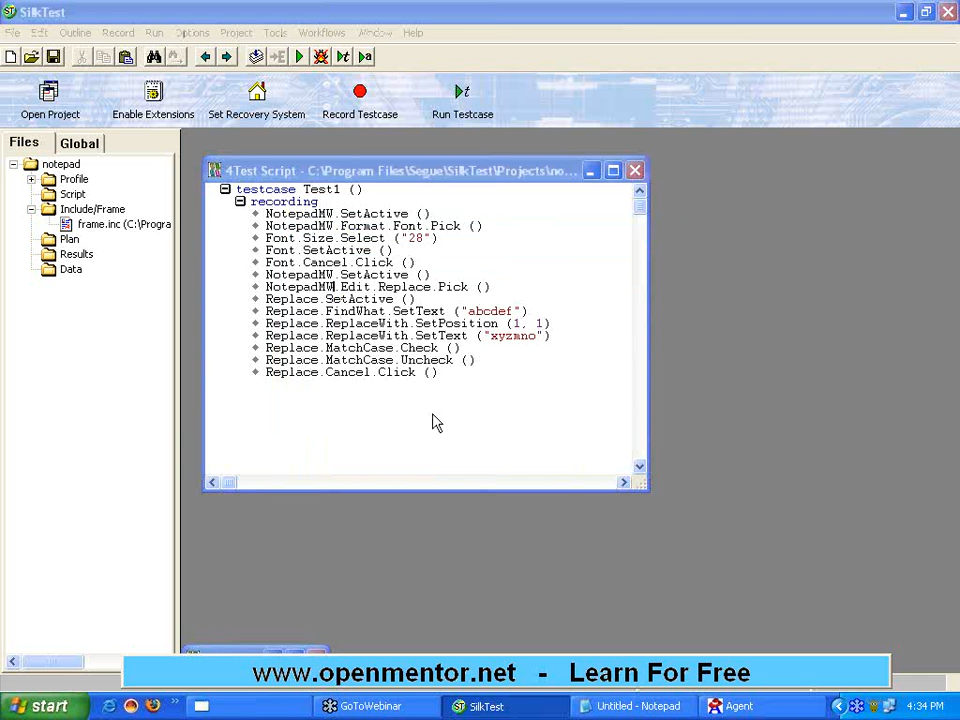 SilkTest
File Edit Outline Record Run Options Project Tools Workflows Window Help
Open Project Enable Extensions Set Recovery System Record Testcase Run Testcase
Files Global
notepad
Profile
Script
Include/Frame
frame.inc (C:\Progra
Plan
Results
Data
4Test Script - C:\Program Files\Segue\SilkTest\Projects\no...
testcase Test1 ()
recording
NotepadMW.SetActive ()
NotepadMW.Format.Font.Pick ()
Font.Size.Select ("28")
Font.SetActive ()
Font.Cancel.Click ()
NotepadMW.SetActive ()
NotepadMW.Edit.Replace.Pick ()
Replace.SetActive ()
Replace.FindWhat.SetText ("abcdef")
Replace.ReplaceWith.SetPosition (1, 1)
Replace.ReplaceWith.SetText ("xyzmno")
Replace.MatchCase.Check ()
Replace.MatchCase.Uncheck ()
Replace.Cancel.Click ()
www.openmentor.net - Learn For Free
start GoToWebinar SilkTest Untitled - Notepad Agent 4:34 PM